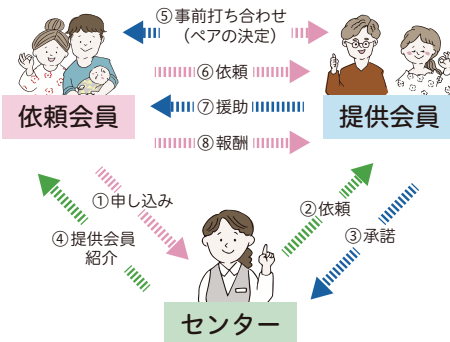 ⑤事前打ち合わせ
（ペアの決定）
⑥依頼
依頼会員
⑦援助
提供会員
⑧報酬
①申し込み
②依頼
④提供会員
紹介
③承諾
センター